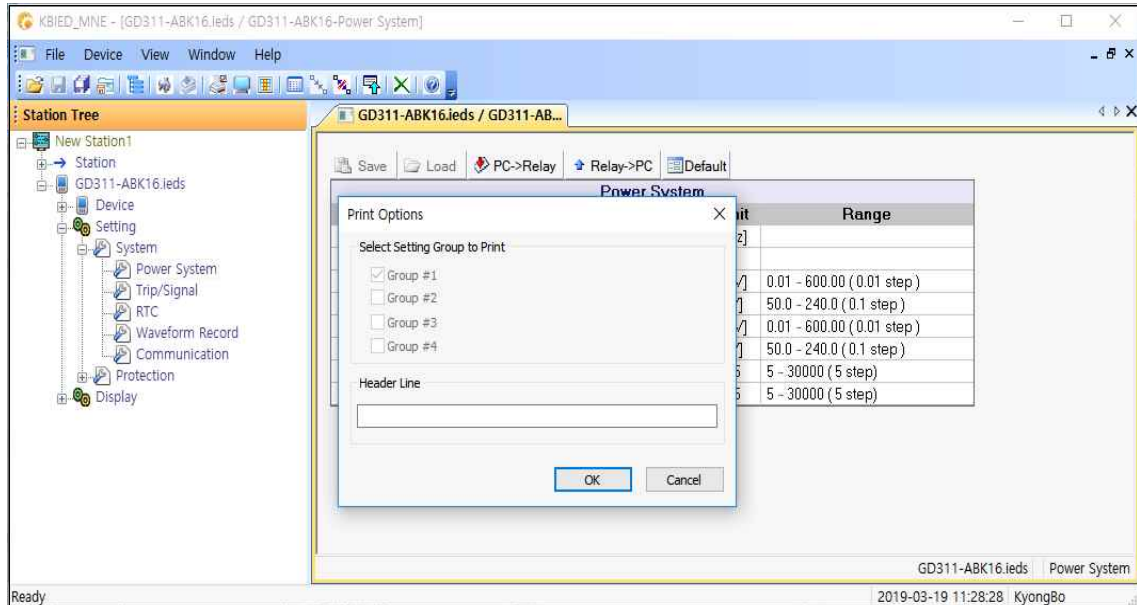 KBIED_MNE - [GD311-ABK16.ieds / GD311-ABK16-Power System]
File Device View Window Help
Station Tree
New Station1
Station
GD311-ABK16.ieds
Device
Setting
System
Power System
Trip/Signal
RTC
Waveform Record
Communication
Protection
Display
GD311-ABK16.ieds / GD311-AB...
Save Load PC->Relay Relay->PC Default
Power System
Range
0.01 - 600.00 ( 0.01 step )
50.0 - 240.0 ( 0.1 step )
0.01 - 600.00 ( 0.01 step )
50.0 - 240.0 ( 0.1 step )
5 - 30000 ( 5 step)
5 - 30000 ( 5 step)
Print Options
Select Setting Group to Print
Group #1
Group #2
Group #3
Group #4
Header Line
OK Cancel
GD311-ABK16.ieds Power System
Ready 2019-03-19 11:28:28 KyongBo